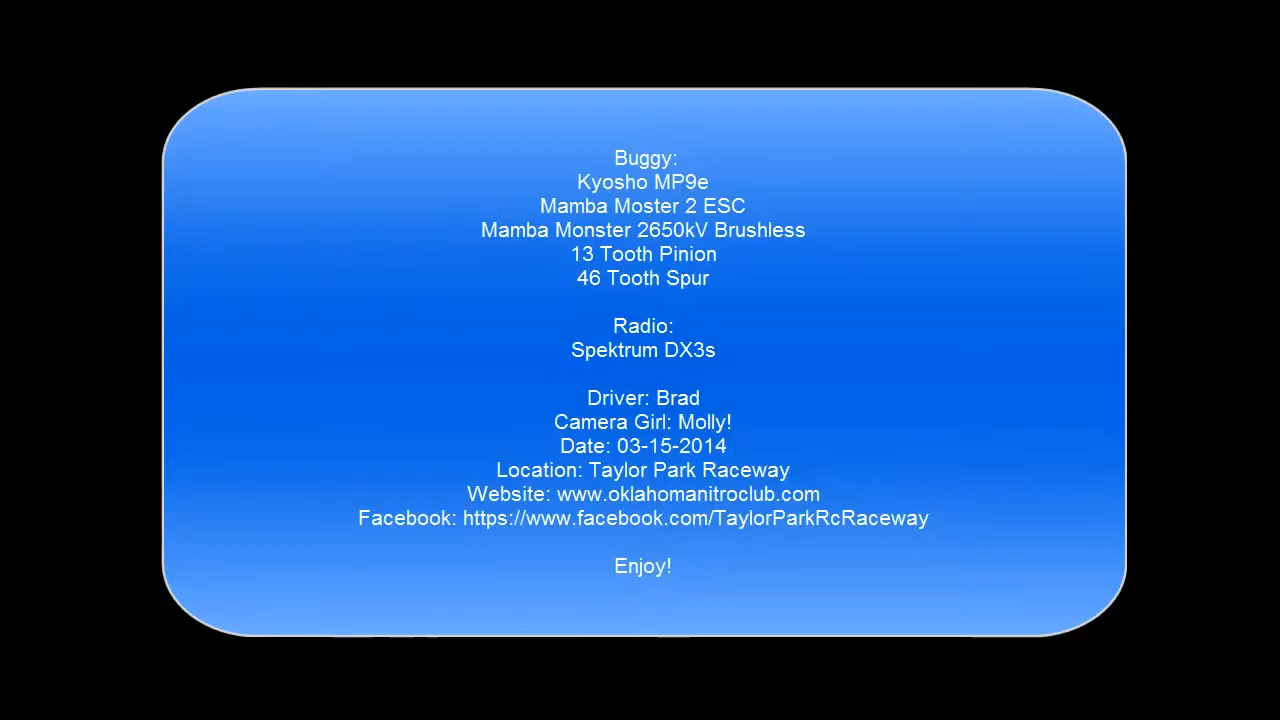 Buggy:
Kyosho MP9e
Mamba Moster 2 ESC
Mamba Monster 2650kV Brushless
13 Tooth Pinion
46 Tooth Spur
Radio:
Spektrum DX3s
Driver: Brad
Camera Girl: Molly!
Date: 03-15-2014
Location: Taylor Park Raceway
Website: www.oklahomanitroclub.com
Facebook: https://www.facebook.com/TaylorParkRcRaceway
Enjoy!